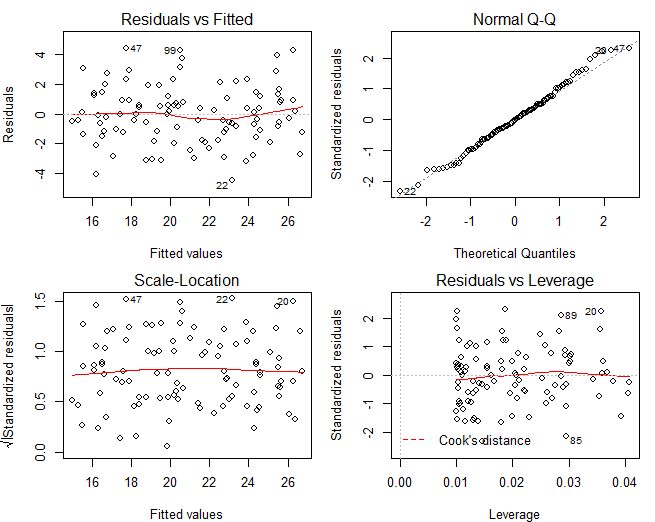 Residuals vs Fitted
Residuals
4
2
0
-2
-4
47
99
22
16 18 20 22 24 26
Fitted values
Normal Q-Q
Standardized residuals
2
1
0
-1
-2
47
22
-2 -1 0 1 2
Theoretical Quantiles
Scale-Location
√|Standardized residuals|
1.5
1.0
0.5
0.0
47
22
20
16 18 20 22 24 26
Fitted values
Residuals vs Leverage
Standardized residuals
2
1
0
-1
-2
89
20
85
Cook's distance
0.00 0.01 0.02 0.03 0.04
Leverage